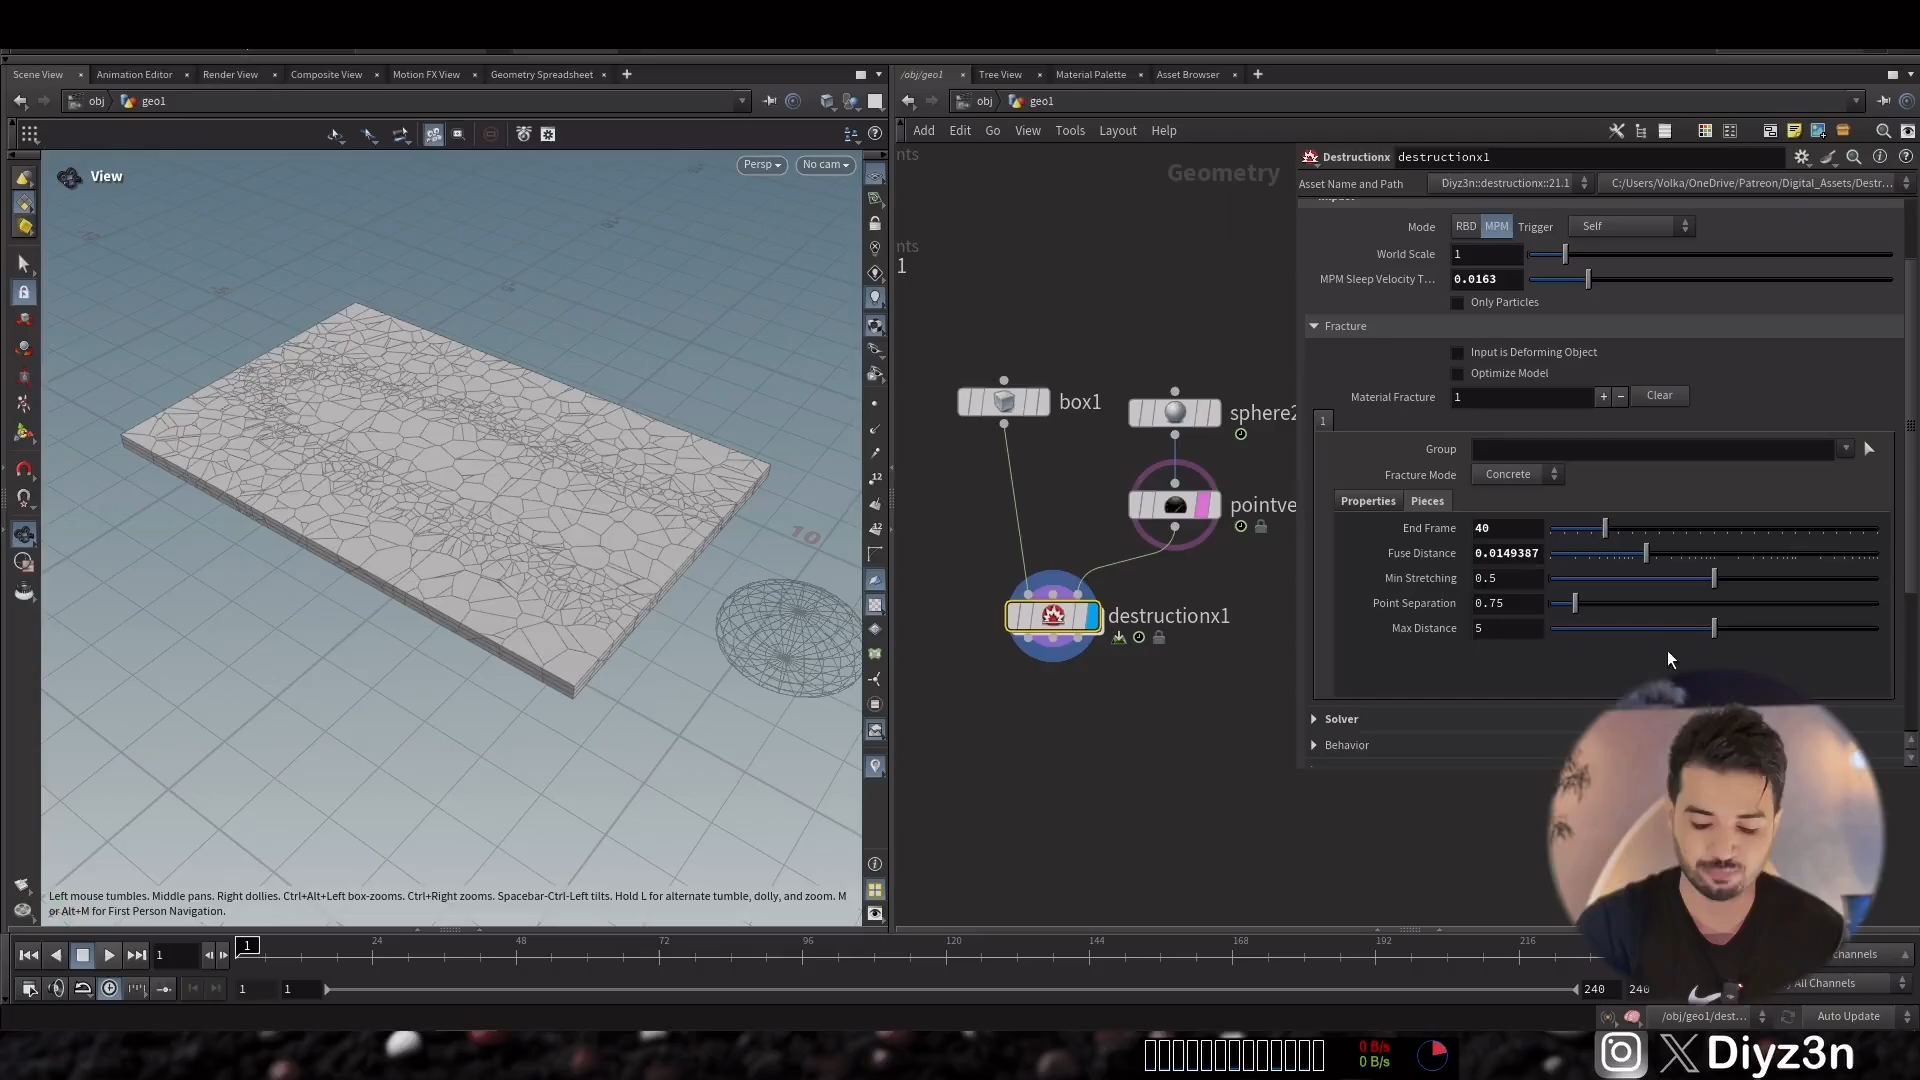 Scene View
Animation Editor
Render View
Composite View
Motion FX View
Geometry Spreadsheet
/obj/geo1
Tree View
Material Palette
Asset Browser
obj
geo1
obj
geo1
Add Edit Go View Tools Layout Help
View
Persp
No cam
nts
nts
1
Geometry
Destructionx destructionx1
Asset Name and Path
Diyz3n::destructionx::21.1
C:/Users/Volka/OneDrive/Patreon/Digital_Assets/Destr...
Mode RBD MPM Trigger Self
World Scale 1
MPM Sleep Velocity T... 0.0163
Only Particles
Fracture
Input is Deforming Object
Optimize Model
Material Fracture 1 + − Clear
1
Group
Fracture Mode Concrete
Properties Pieces
End Frame 40
Fuse Distance 0.0149387
Min Stretching 0.5
Point Separation 0.75
Max Distance 5
Solver
Behavior
box1
sphere2
pointve
destructionx1
10
12
12
Left mouse tumbles. Middle pans. Right dollies. Ctrl+Alt+Left box-zooms. Ctrl+Right zooms. Spacebar-Ctrl-Left tilts. Hold L for alternate tumble, dolly, and zoom. M
or Alt+M for First Person Navigation.
1
1
24 48 72 96 120 144 168 192 216
hannels
1 1 240 240
All Channels
/obj/geo1/dest...
Auto Update
0 B/s
0 B/s
Diyz3n